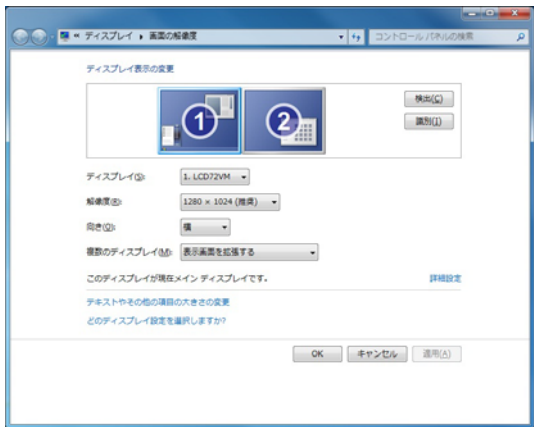 « ディスプレイ ▸ 画面の解像度
コントロール パネルの検索
ディスプレイ表示の変更
1
2
検出(C)
識別(I)
ディスプレイ(S):
1. LCD72VM
解像度(R):
1280 × 1024 (推奨)
向き(O):
横
複数のディスプレイ(M):
表示画面を拡張する
このディスプレイが現在メイン ディスプレイです。
詳細設定
テキストやその他の項目の大きさの変更
どのディスプレイ設定を選択しますか?
OK
キャンセル
適用(A)